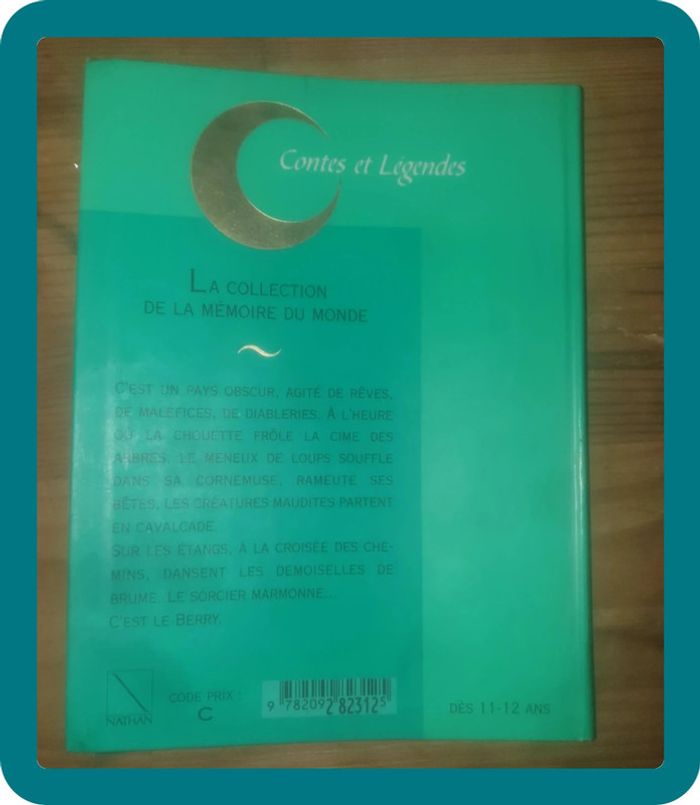 Contes et Légendes
LA COLLECTION
DE LA MÉMOIRE DU MONDE
C'EST UN PAYS OBSCUR, AGITÉ DE RÊVES,
DE MALÉFICES, DE DIABLERIES. À L'HEURE
OÙ LA CHOUETTE FRÔLE LA CIME DES
ARBRES, LE MENEUX DE LOUPS SOUFFLE
DANS SA CORNEMUSE, RAMEUTE SES
BÊTES, LES CRÉATURES MAUDITES PARTENT
EN CAVALCADE.
SUR LES ÉTANGS, À LA CROISÉE DES CHE-
MINS, DANSENT LES DEMOISELLES DE
BRUME. LE SORCIER MARMONNE...
C'EST LE BERRY.
NATHAN
CODE PRIX :
C
9 782092 823125
DÈS 11-12 ANS